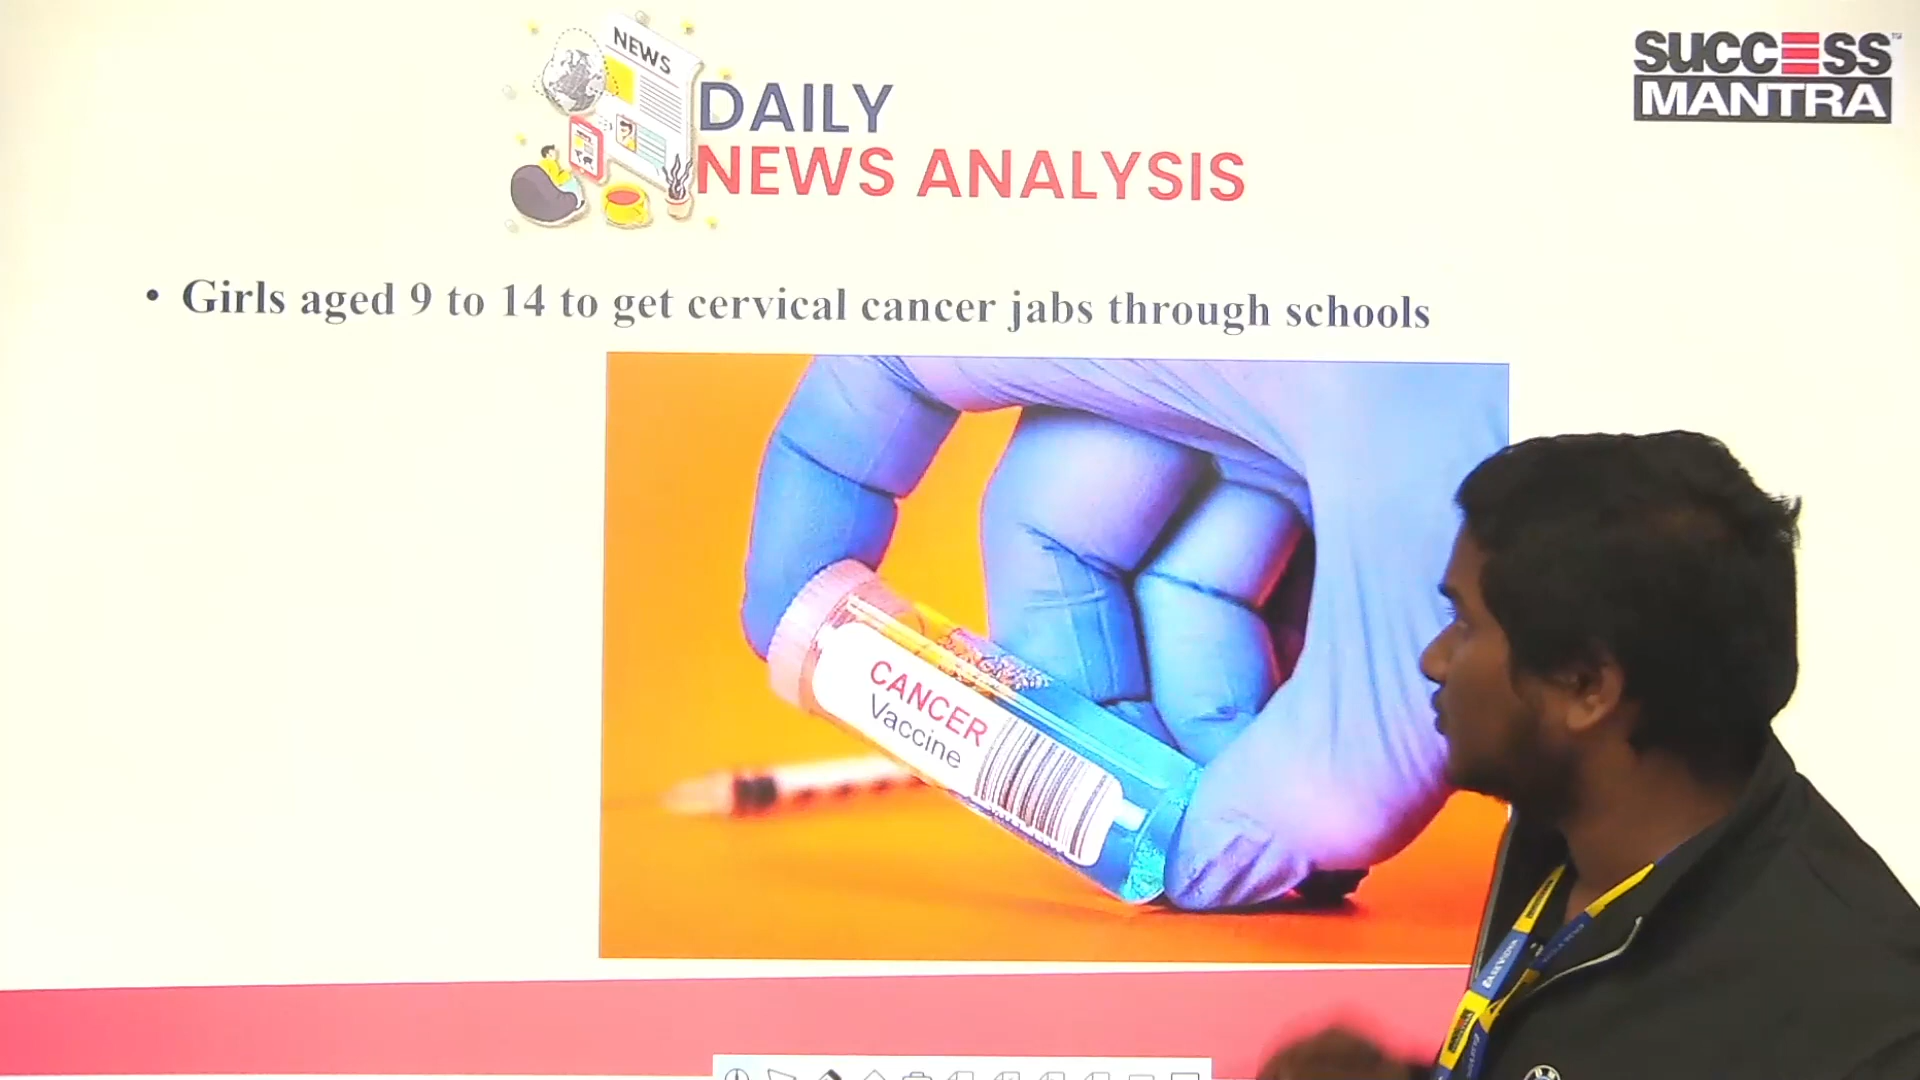 NEWS
DAILY
NEWS ANALYSIS
SUCCESS
MANTRA
• Girls aged 9 to 14 to get cervical cancer jabs through schools
CANCER
Vaccine